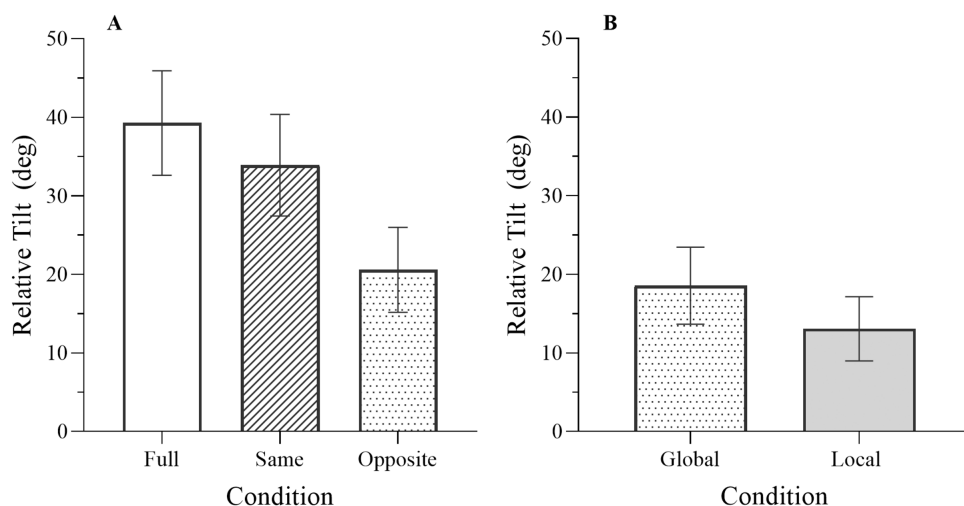 A
50
40
30
20
10
0
Relative Tilt (deg)
Full Same Opposite
Condition
B
50
40
30
20
10
0
Relative Tilt (deg)
Global Local
Condition